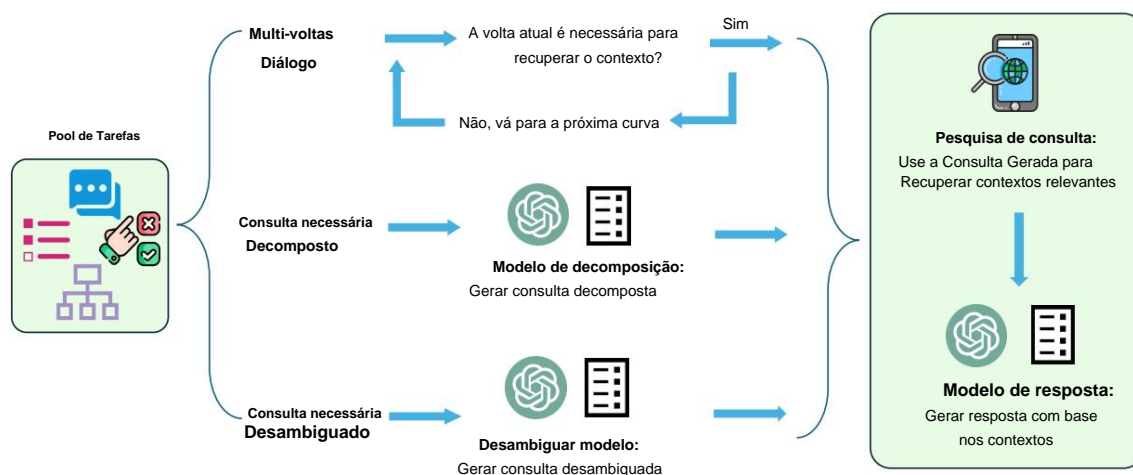 Pool de Tarefas
Multi-voltas
Diálogo
A volta atual é necessária para
recuperar o contexto?
Sim
Não, vá para a próxima curva
Consulta necessária
Decomposto
Modelo de decomposição:
Gerar consulta decomposta
Consulta necessária
Desambiguado
Desambiguar modelo:
Gerar consulta desambiguada
Pesquisa de consulta:
Use a Consulta Gerada para
Recuperar contextos relevantes
Modelo de resposta:
Gerar resposta com base
nos contextos